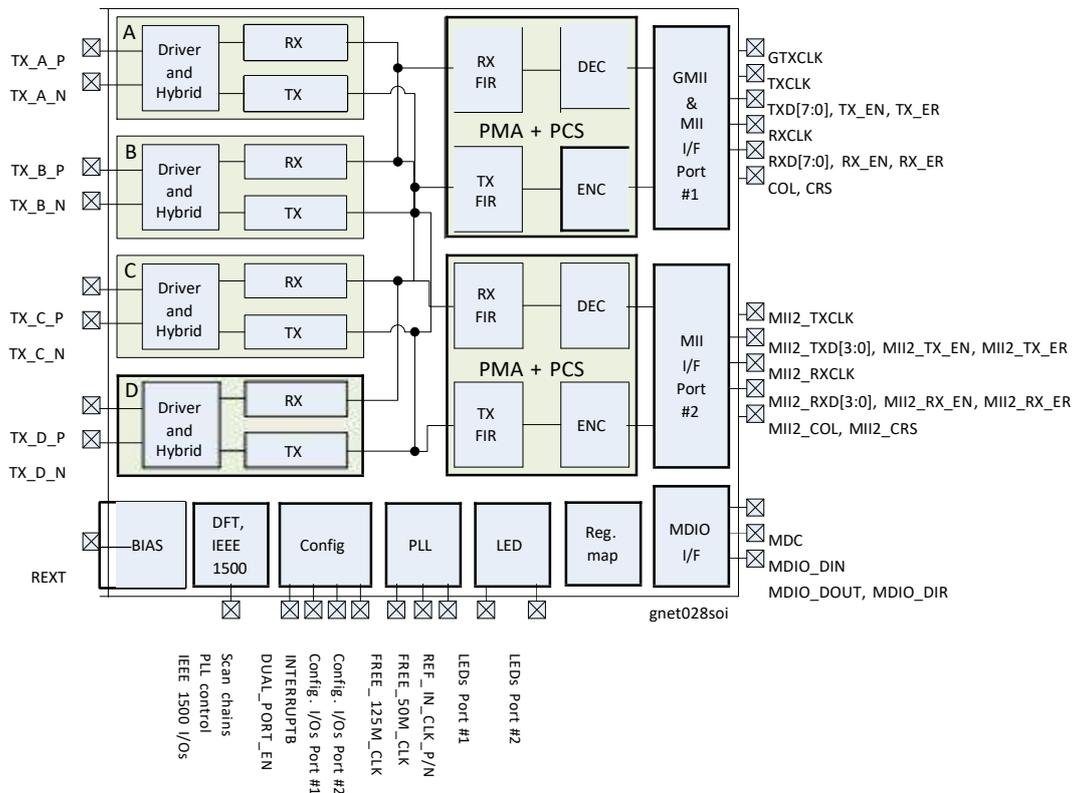 A
Driver
and
Hybrid
RX
TX
TX_A_P
TX_A_N
B
Driver
and
Hybrid
RX
TX
TX_B_P
TX_B_N
C
Driver
and
Hybrid
RX
TX
TX_C_P
TX_C_N
D
Driver
and
Hybrid
RX
TX
TX_D_P
TX_D_N
RX
FIR
DEC
PMA + PCS
TX
FIR
ENC
RX
FIR
DEC
PMA + PCS
TX
FIR
ENC
GMII
&
MII
I/F
Port
#1
GTXCLK
TXCLK
TXD[7:0], TX_EN, TX_ER
RXCLK
RXD[7:0], RX_EN, RX_ER
COL, CRS
MII
I/F
Port
#2
MII2_TXCLK
MII2_TXD[3:0], MII2_TX_EN, MII2_TX_ER
MII2_RXCLK
MII2_RXD[3:0], MII2_RX_EN, MII2_RX_ER
MII2_COL, MII2_CRS
REXT
BIAS
DFT,
IEEE
1500
Config
PLL
LED
Reg.
map
MDIO
I/F
MDC
MDIO_DIN
MDIO_DOUT, MDIO_DIR
gnet028soi
IEEE 1500 I/Os
PLL control
Scan chains
DUAL_PORT_EN
INTERRUPTB
Config. I/Os Port #1
Config. I/Os Port #2
FREE_125M_CLK
FREE_50M_CLK
REF_IN_CLK_P/N
LEDs Port #1
LEDs Port #2